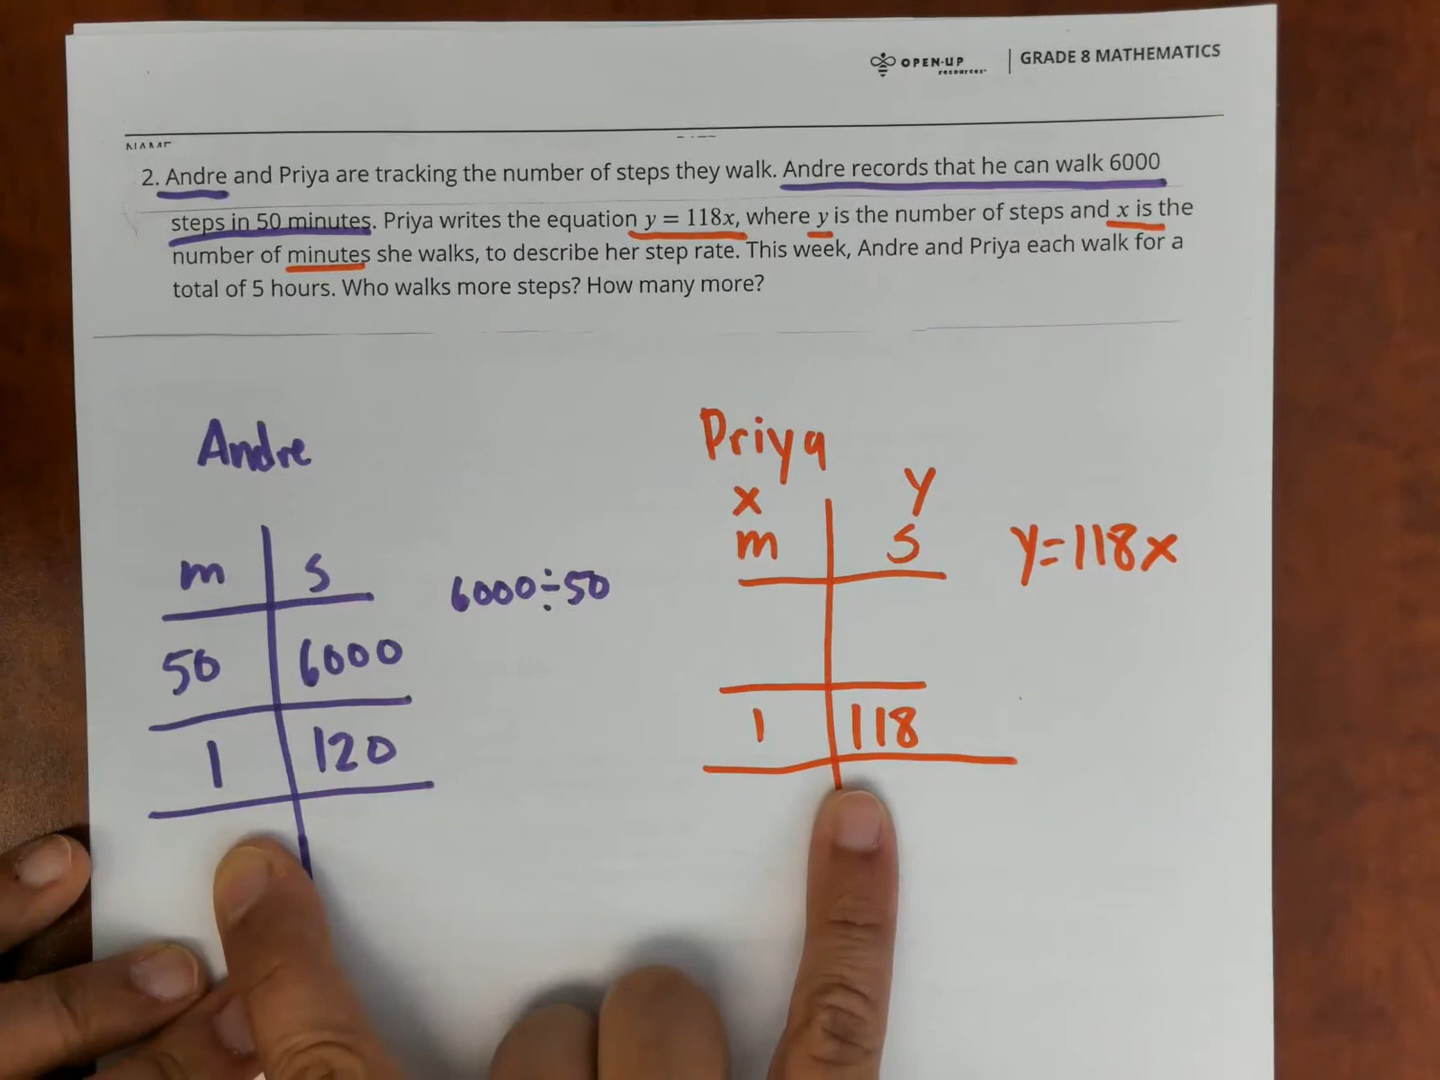 OPEN-UP
resources
GRADE 8 MATHEMATICS
2. Andre and Priya are tracking the number of steps they walk. Andre records that he can walk 6000
steps in 50 minutes. Priya writes the equation y = 118x, where y is the number of steps and x is the
number of minutes she walks, to describe her step rate. This week, Andre and Priya each walk for a
total of 5 hours. Who walks more steps? How many more?
Andre
m s
50 6000
1 120
6000÷50
Priya
x y
m s
1 118
y=118x